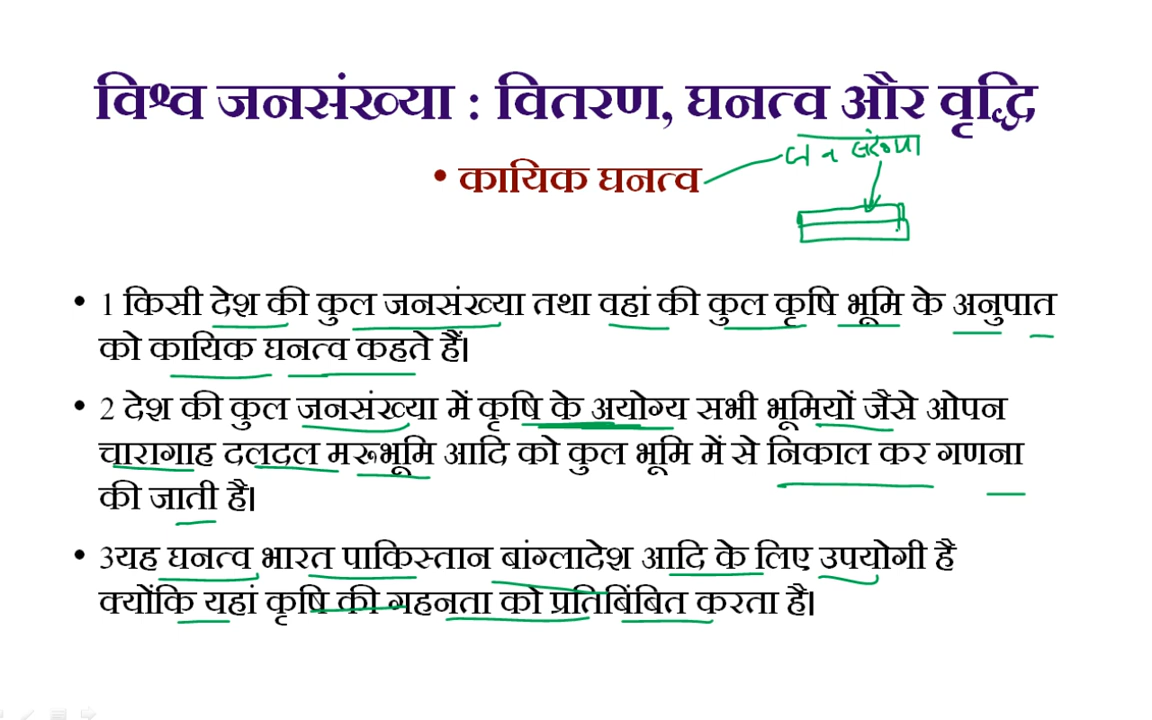 विश्व जनसंख्या : वितरण, घनत्व और वृद्धि
• कायिक घनत्व
जनसंख्या
• 1 किसी देश की कुल जनसंख्या तथा वहां की कुल कृषि भूमि के अनुपात
को कायिक घनत्व कहते हैं।
• 2 देश की कुल जनसंख्या में कृषि के अयोग्य सभी भूमियों जैसे ओपन
चारागाह दलदल मरूभूमि आदि को कुल भूमि में से निकाल कर गणना
की जाती है।
• 3यह घनत्व भारत पाकिस्तान बांग्लादेश आदि के लिए उपयोगी है
क्योंकि यहां कृषि की गहनता को प्रतिबिंबित करता है।